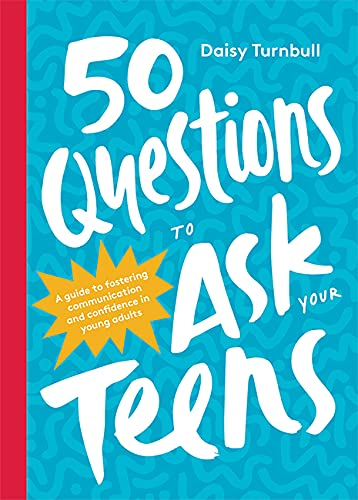 Daisy Turnbull
50
Questions
TO
Ask
YOUR
Teens
A guide to fostering
communication
and confidence in
young adults